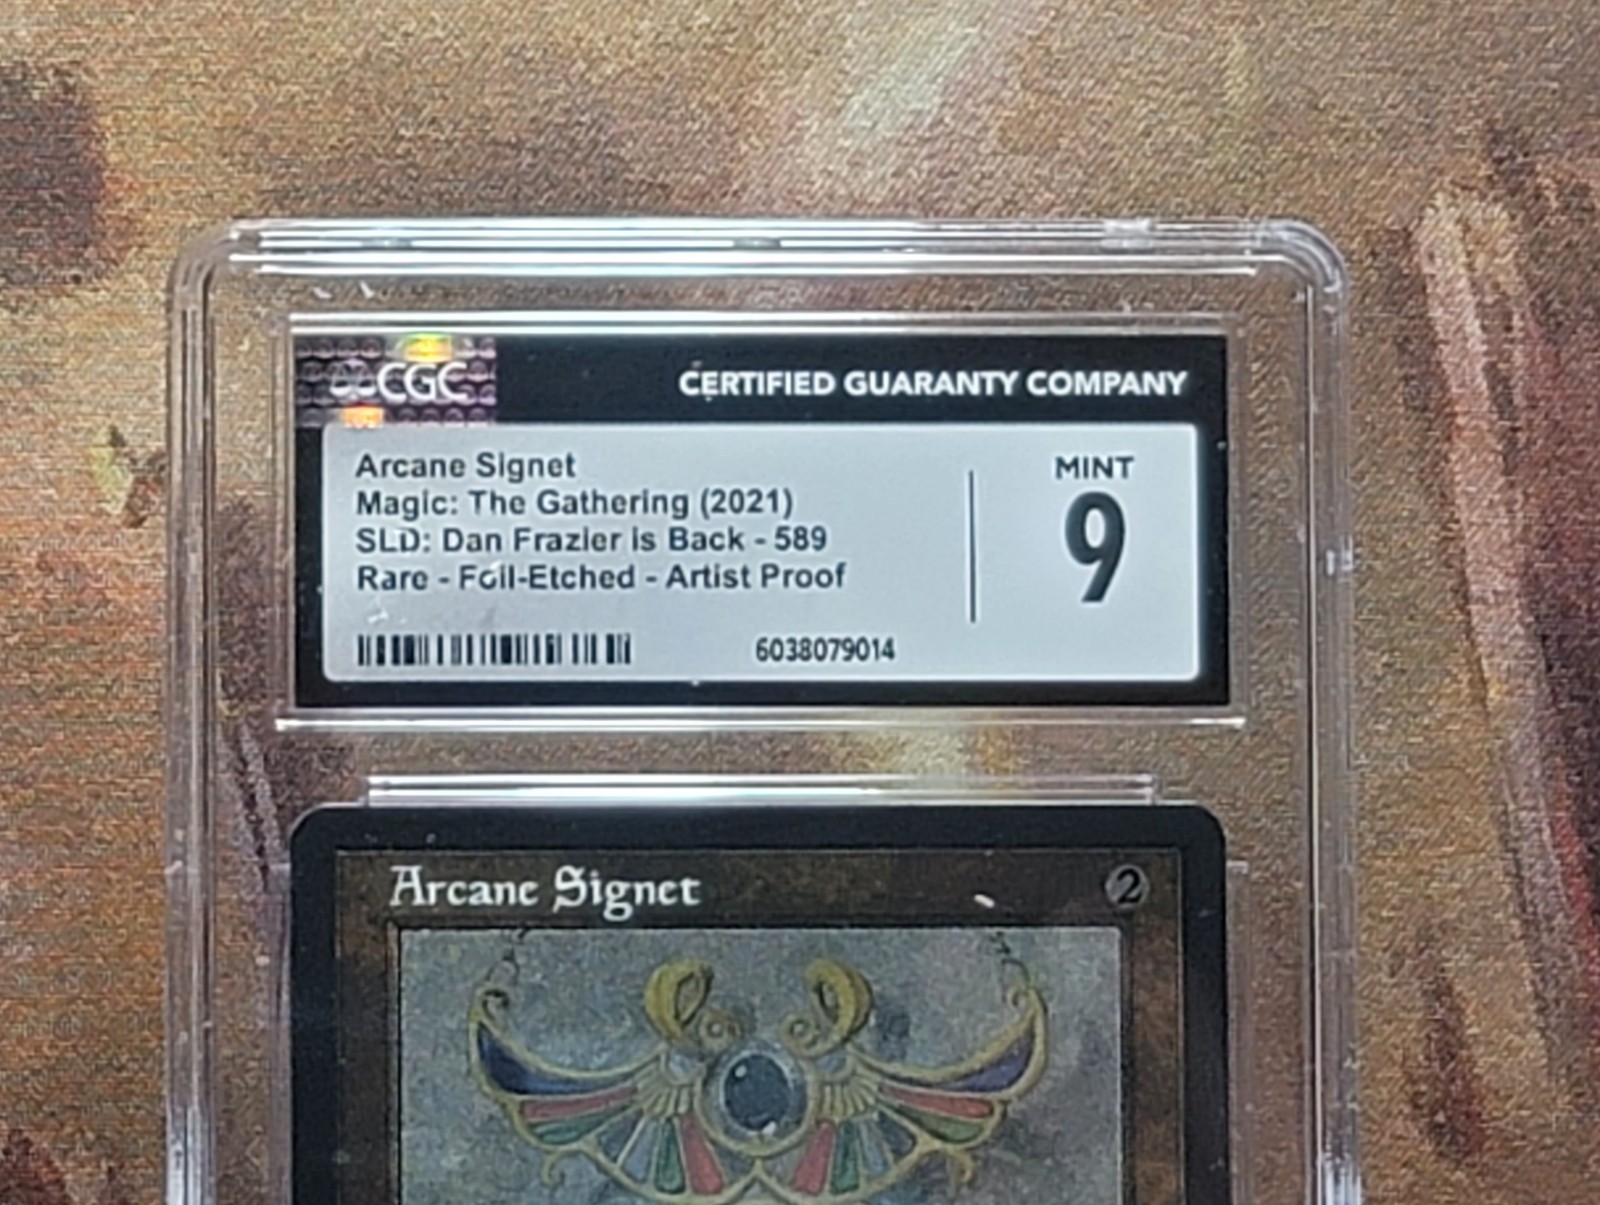 CGC
CERTIFIED GUARANTY COMPANY
Arcane Signet
Magic: The Gathering (2021)
SLD: Dan Frazier is Back - 589
Rare - Foil-Etched - Artist Proof
MINT
9
6038079014
Arcane Signet
2